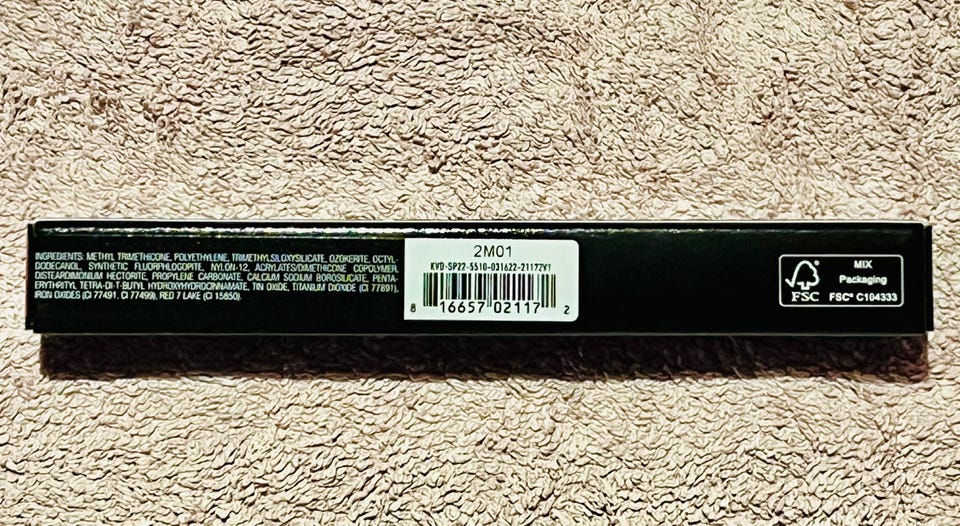 INGREDIENTS: METHYL TRIMETHICONE, POLYETHYLENE, TRIMETHYLSILOXYSILICATE, OZOKERITE, OCTYL-
DODECANOL, SYNTHETIC FLUORPHLOGOPITE, NYLON-12, ACRYLATES/DIMETHICONE COPOLYMER,
DISTEARDIMONIUM HECTORITE, PROPYLENE CARBONATE, CALCIUM SODIUM BOROSILICATE, PENTA-
ERYTHRITYL TETRA-DI-T-BUTYL HYDROXYHYDROCINNAMATE, TIN OXIDE, TITANIUM DIOXIDE (CI 77891),
IRON OXIDES (CI 77491, CI 77499), RED 7 LAKE (CI 15850).
2M01
KVD-SP22-5510-031622-2117ZY1
8 16657 02117 2
FSC
MIX
Packaging
FSC® C104333